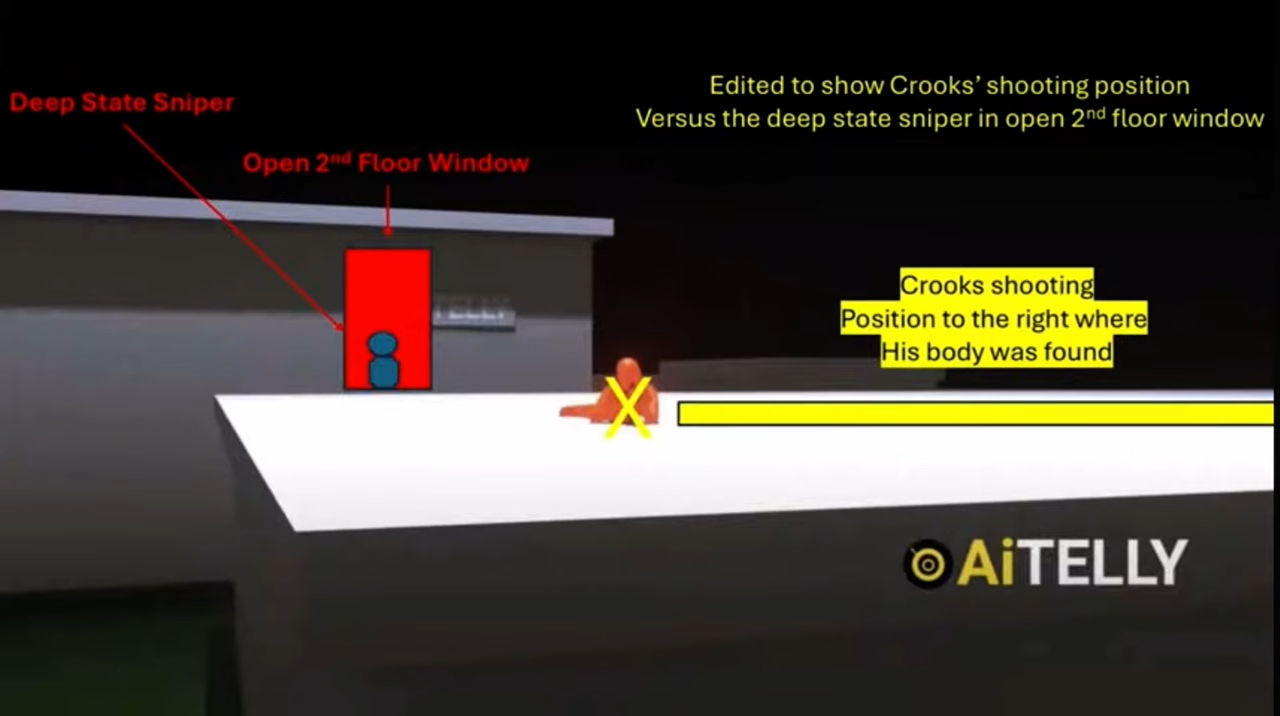 Deep State Sniper
Open 2nd Floor Window
Edited to show Crooks' shooting position
Versus the deep state sniper in open 2nd floor window
TELLY
Crooks shooting
Position to the right where
His body was found
X
AiTELLY